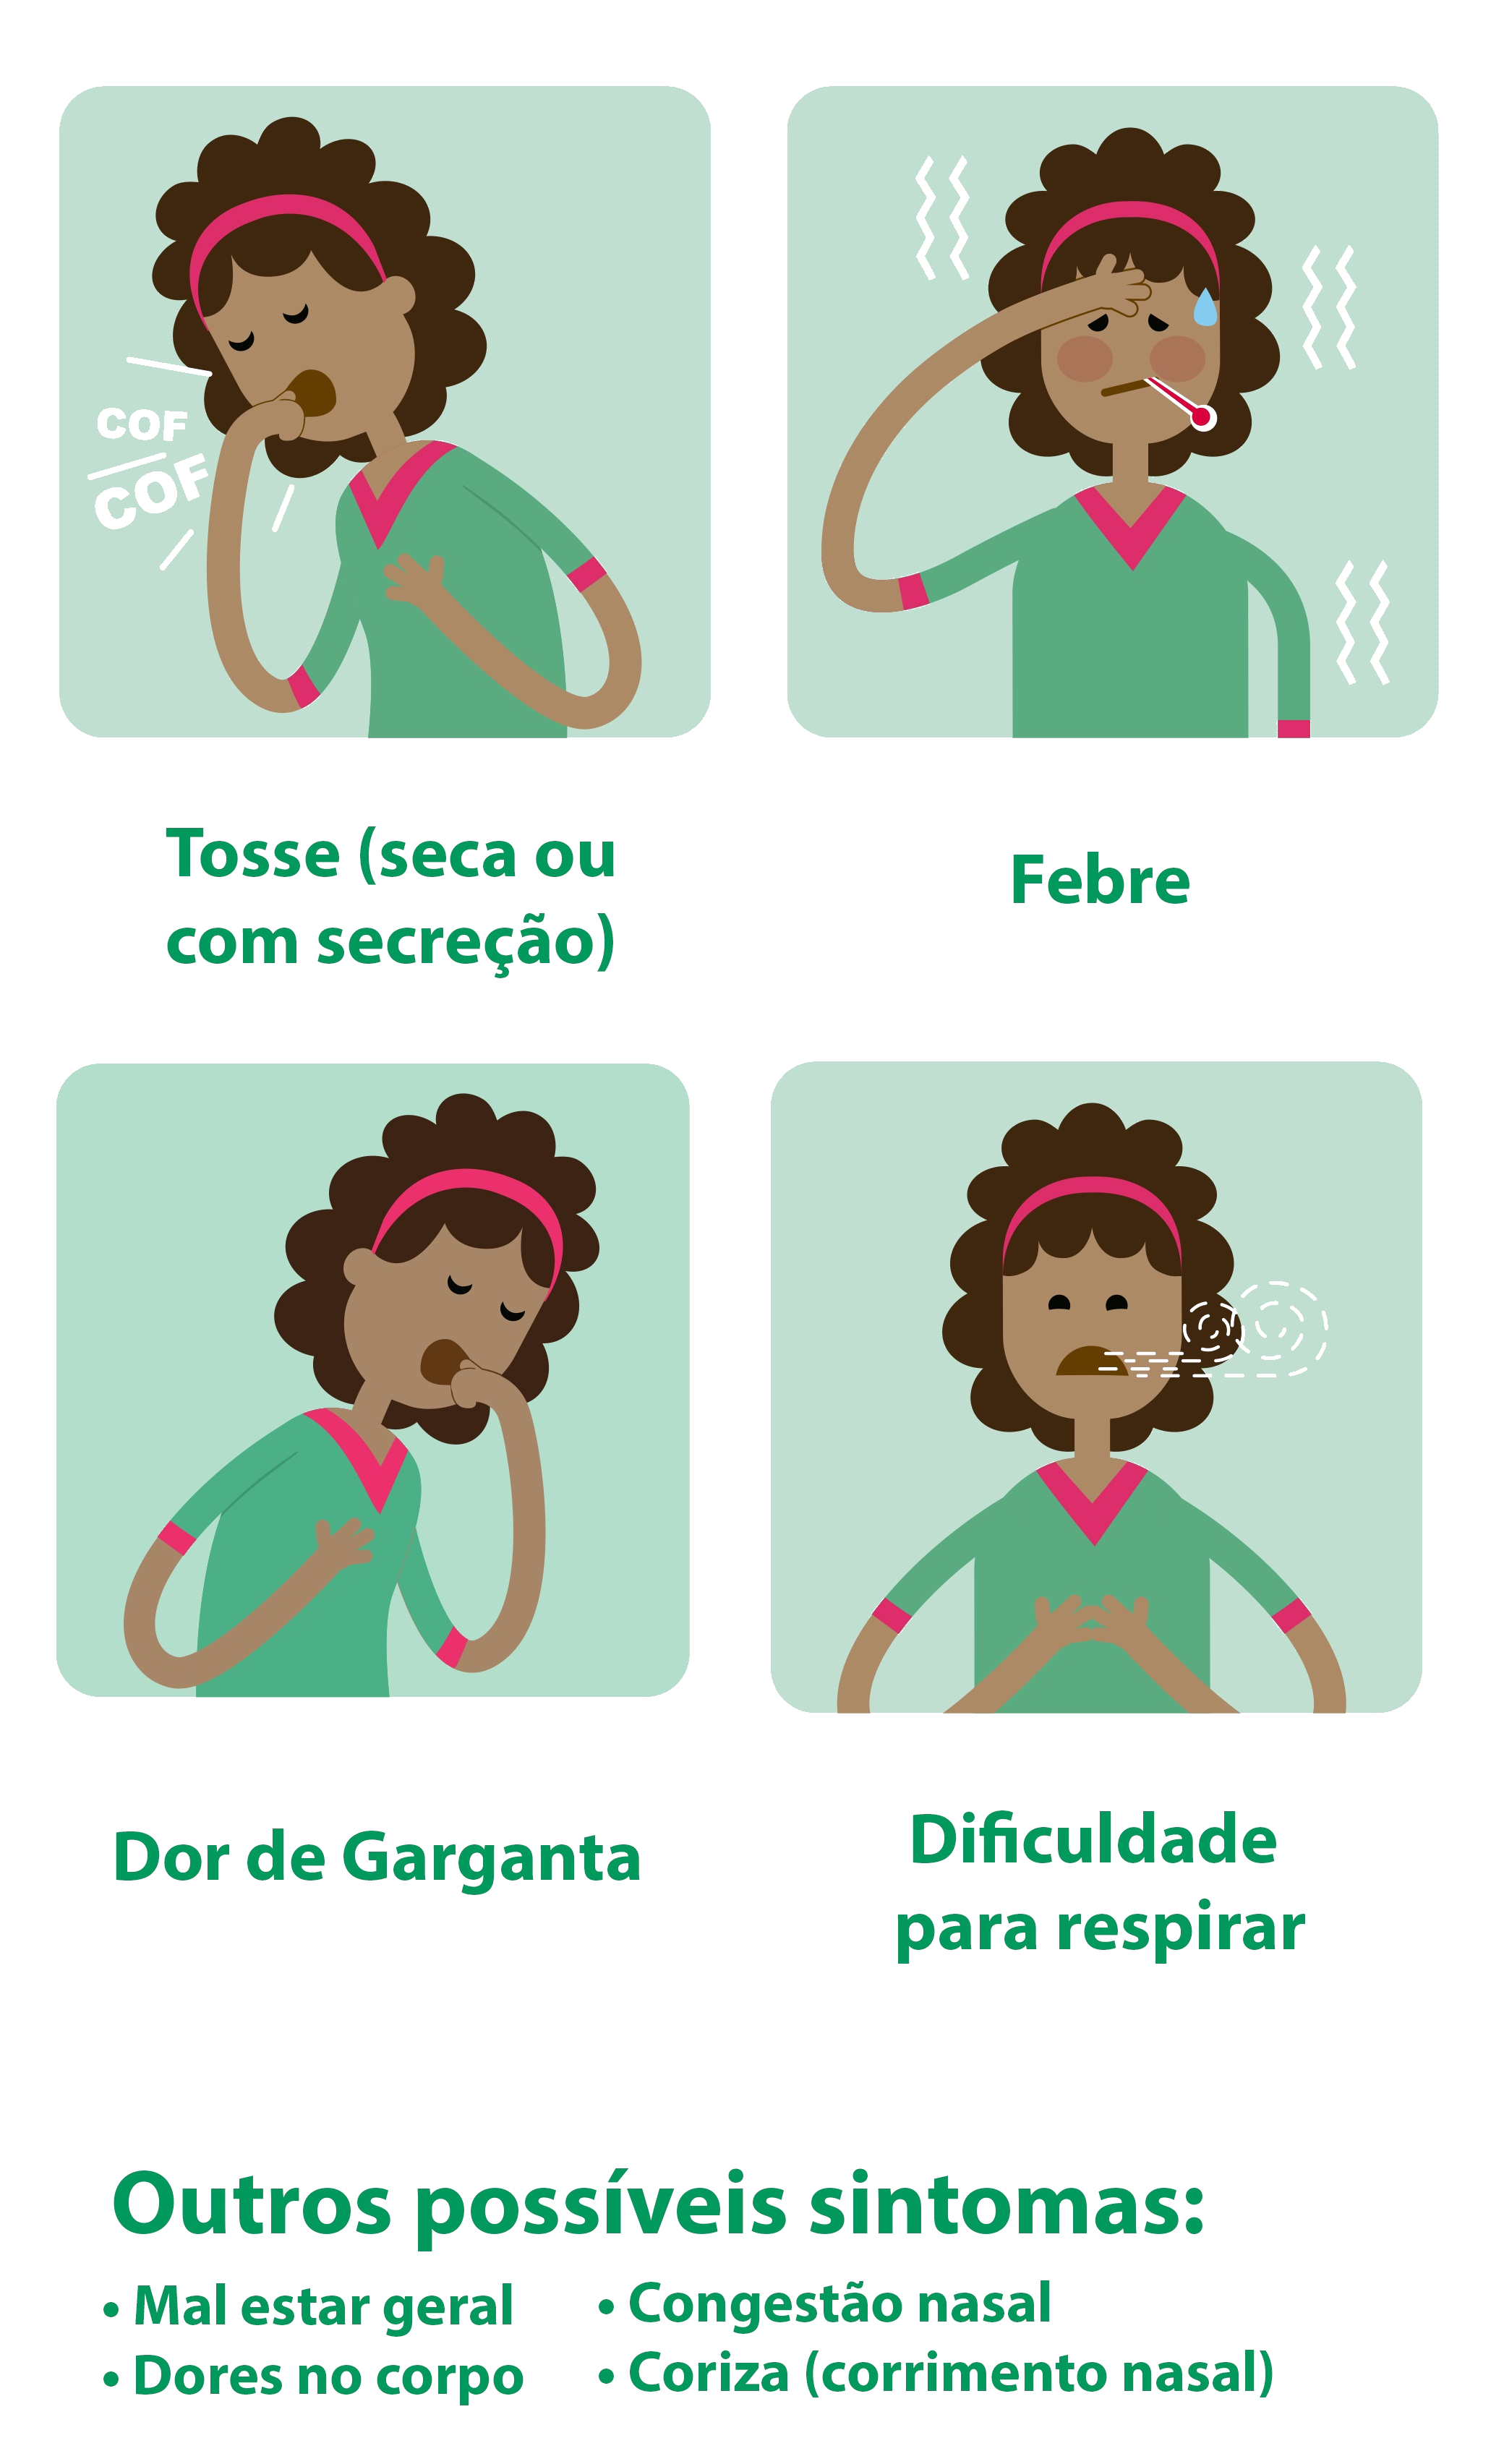 COF
COF
Tosse (seca ou
com secreção)
Febre
Dor de Garganta
Dificuldade
para respirar
Outros possíveis sintomas:
• Mal estar geral
• Dores no corpo
• Congestão nasal
• Coriza (corrimento nasal)